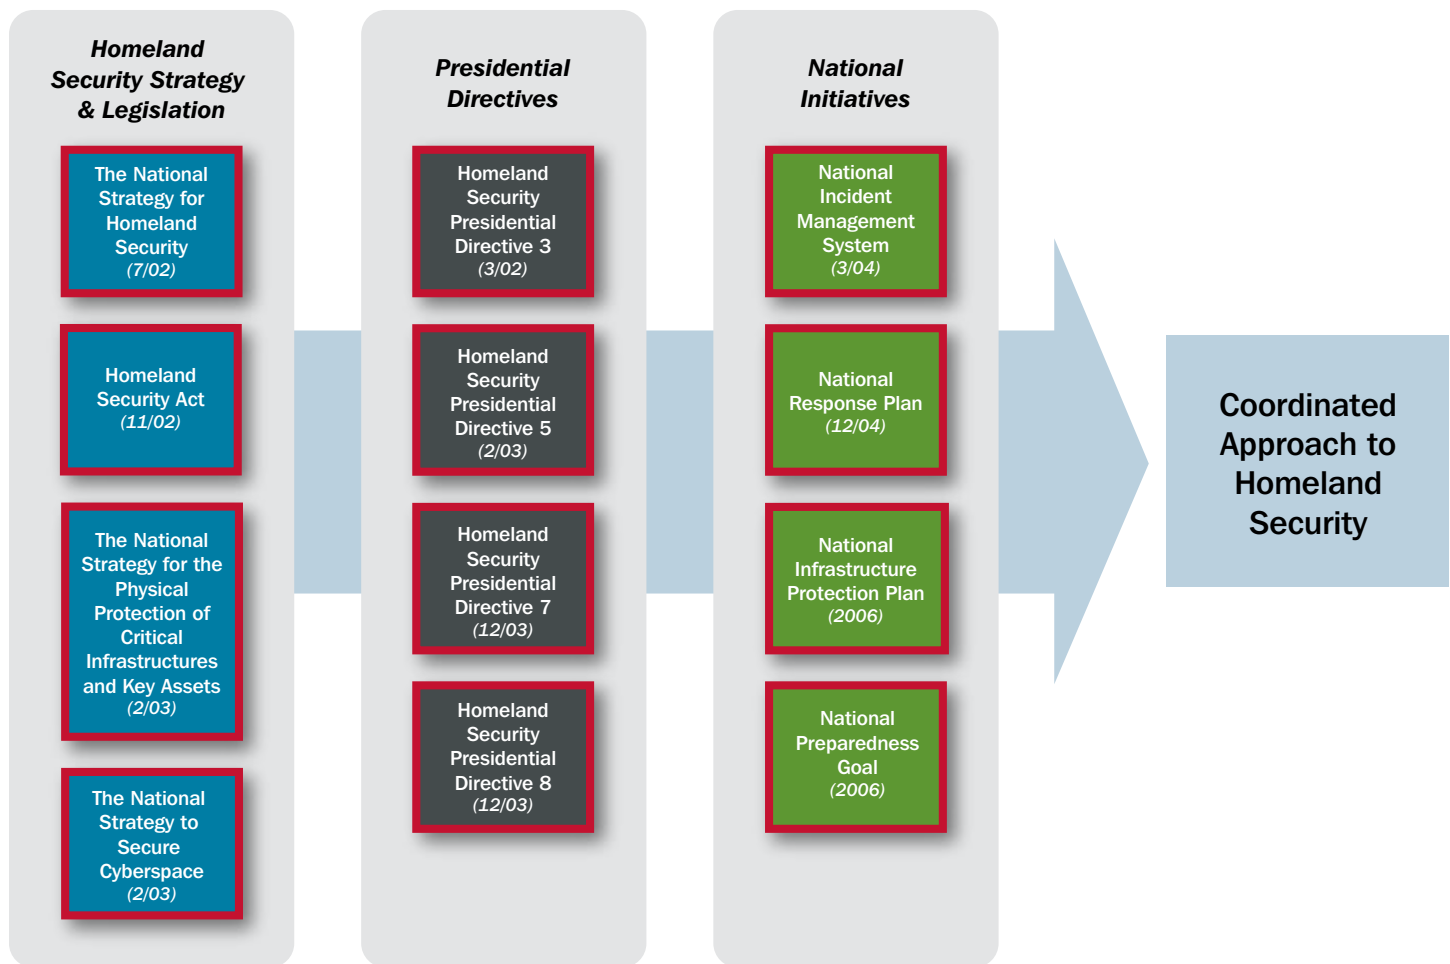 Homeland
Security Strategy
& Legislation
The National
Strategy for
Homeland
Security
(7/02)
Homeland
Security Act
(11/02)
The National
Strategy for the
Physical
Protection of
Critical
Infrastructures
and Key Assets
(2/03)
The National
Strategy to
Secure
Cyberspace
(2/03)
Presidential
Directives
Homeland
Security
Presidential
Directive 3
(3/02)
Homeland
Security
Presidential
Directive 5
(2/03)
Homeland
Security
Presidential
Directive 7
(12/03)
Homeland
Security
Presidential
Directive 8
(12/03)
National
Initiatives
National
Incident
Management
System
(3/04)
National
Response Plan
(12/04)
National
Infrastructure
Protection Plan
(2006)
National
Preparedness
Goal
(2006)
Coordinated
Approach to
Homeland
Security